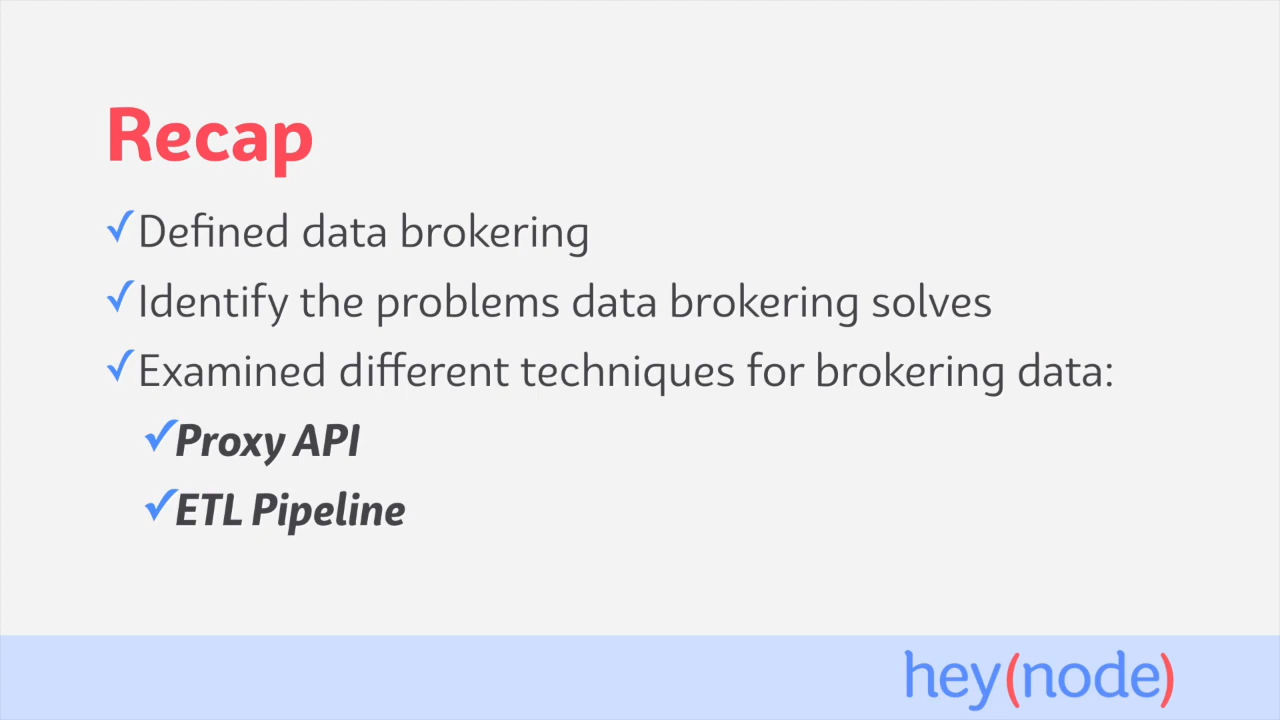 Recap
✓Defined data brokering
✓Identify the problems data brokering solves
✓Examined different techniques for brokering data:
✓Proxy API
✓ETL Pipeline
hey(node)